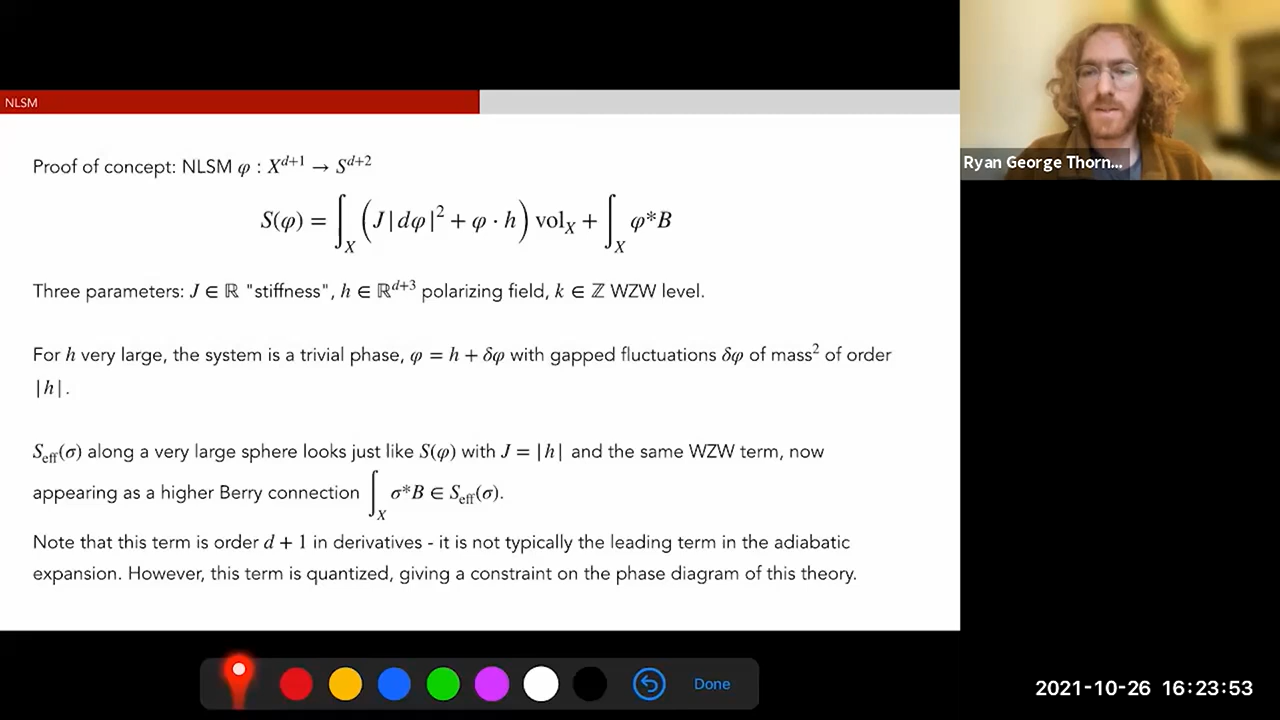 NLSM
Proof of concept: NLSM φ : X^{d+1} → S^{d+2}
S(φ) = ∫_X (J|dφ|² + φ · h) vol_X + ∫_X φ*B
Three parameters: J ∈ ℝ "stiffness", h ∈ ℝ^{d+3} polarizing field, k ∈ ℤ WZW level.
For h very large, the system is a trivial phase, φ = h + δφ with gapped fluctuations δφ of mass² of order
|h|.
S_eff(σ) along a very large sphere looks just like S(φ) with J = |h| and the same WZW term, now
appearing as a higher Berry connection ∫_X σ*B ∈ S_eff(σ).
Note that this term is order d + 1 in derivatives - it is not typically the leading term in the adiabatic
expansion. However, this term is quantized, giving a constraint on the phase diagram of this theory.
Ryan George Thorn...
Done
2021-10-26 16:23:53